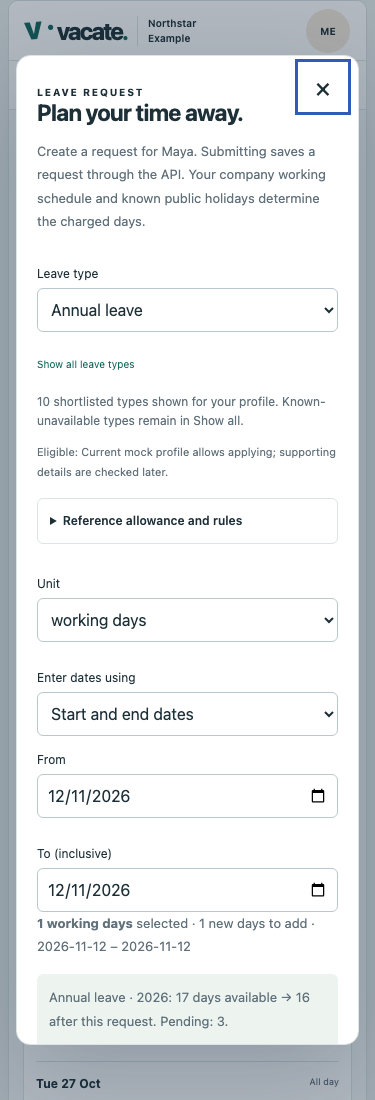 vacate.
Northstar
Example
ME
LEAVE REQUEST
Plan your time away.
Create a request for Maya. Submitting saves a
request through the API. Your company working
schedule and known public holidays determine
the charged days.
Leave type
Annual leave
Show all leave types
10 shortlisted types shown for your profile. Known-
unavailable types remain in Show all.
Eligible: Current mock profile allows applying; supporting
details are checked later.
Reference allowance and rules
Unit
working days
Enter dates using
Start and end dates
From
12/11/2026
To (inclusive)
12/11/2026
1 working days selected · 1 new days to add ·
2026-11-12 – 2026-11-12
Annual leave · 2026: 17 days available → 16
after this request. Pending: 3.
Tue 27 Oct
All day